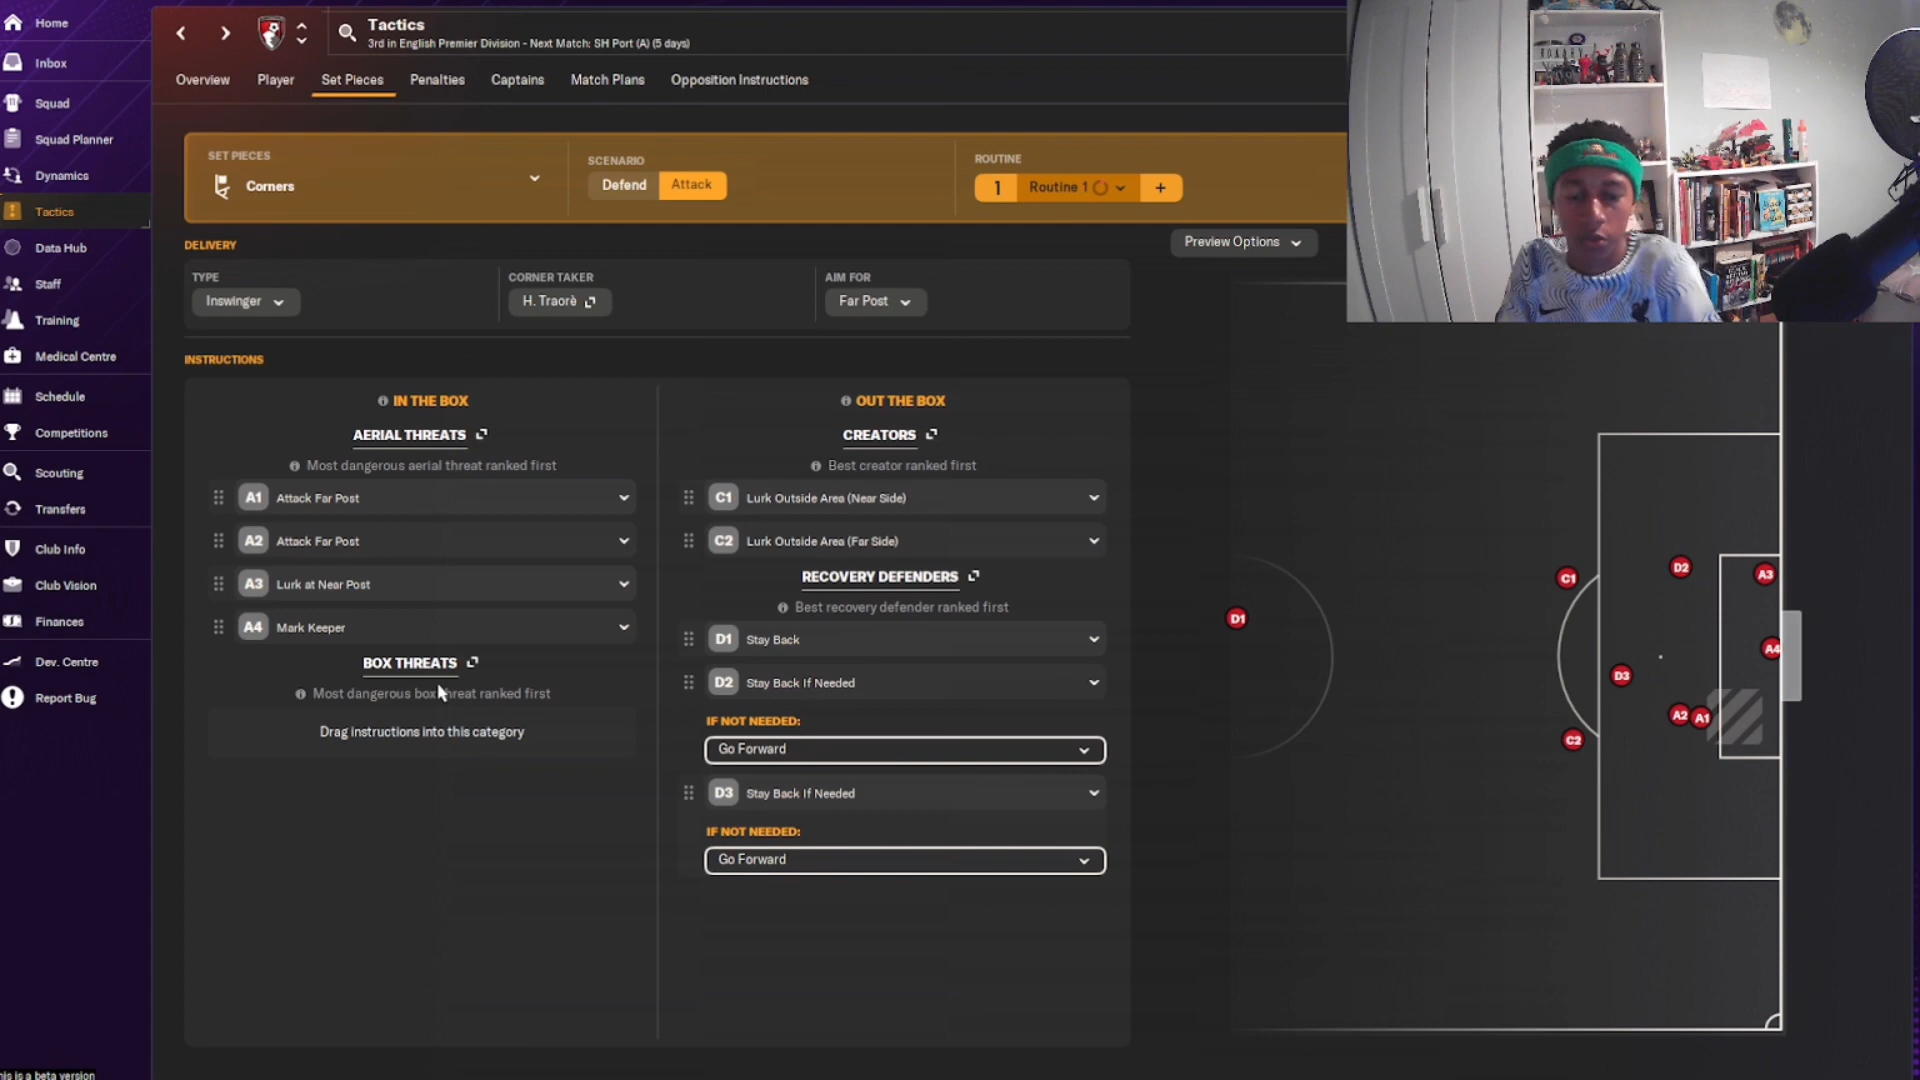 Home
Inbox
Squad
Squad Planner
Dynamics
Tactics
Data Hub
Staff
Training
Medical Centre
Schedule
Competitions
Scouting
Transfers
Club Info
Club Vision
Finances
Dev. Centre
Report Bug
his is a beta version
Tactics
3rd in English Premier Division - Next Match: SH Port (A) (5 days)
Overview Player Set Pieces Penalties Captains Match Plans Opposition Instructions
SET PIECES
Corners
SCENARIO
Defend Attack
ROUTINE
1 Routine 1 +
Preview Options
DELIVERY
TYPE
Inswinger
CORNER TAKER
H. Traorè
AIM FOR
Far Post
INSTRUCTIONS
IN THE BOX
AERIAL THREATS
Most dangerous aerial threat ranked first
A1 Attack Far Post
A2 Attack Far Post
A3 Lurk at Near Post
A4 Mark Keeper
BOX THREATS
Most dangerous box threat ranked first
Drag instructions into this category
OUT THE BOX
CREATORS
Best creator ranked first
C1 Lurk Outside Area (Near Side)
C2 Lurk Outside Area (Far Side)
RECOVERY DEFENDERS
Best recovery defender ranked first
D1 Stay Back
D2 Stay Back If Needed
IF NOT NEEDED:
Go Forward
D3 Stay Back If Needed
IF NOT NEEDED:
Go Forward
C1
D2
A3
D1
A4
D3
A2
A1
C2